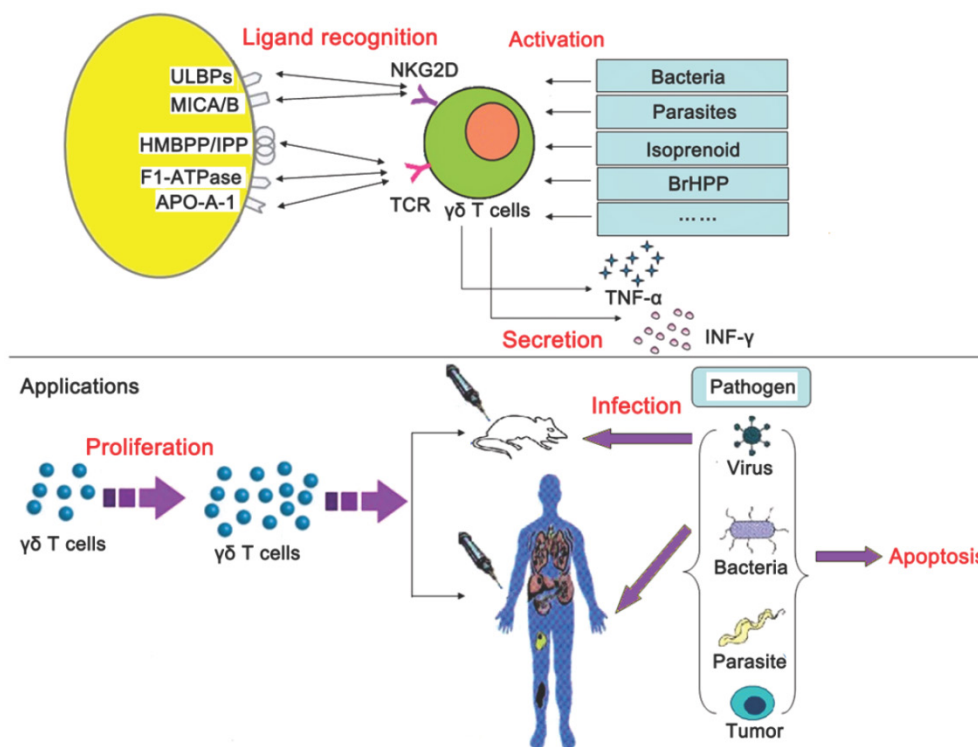 Ligand recognition
Activation
NKG2D
ULBPs
MICA/B
HMBPP/IPP
F1-ATPase
APO-A-1
TCR
γδ T cells
Bacteria
Parasites
Isoprenoid
BrHPP
... ...
TNF-α
Secretion
INF-γ
Applications
Pathogen
Proliferation
Infection
Virus
γδ T cells
γδ T cells
Bacteria
Apoptosis
Parasite
Tumor